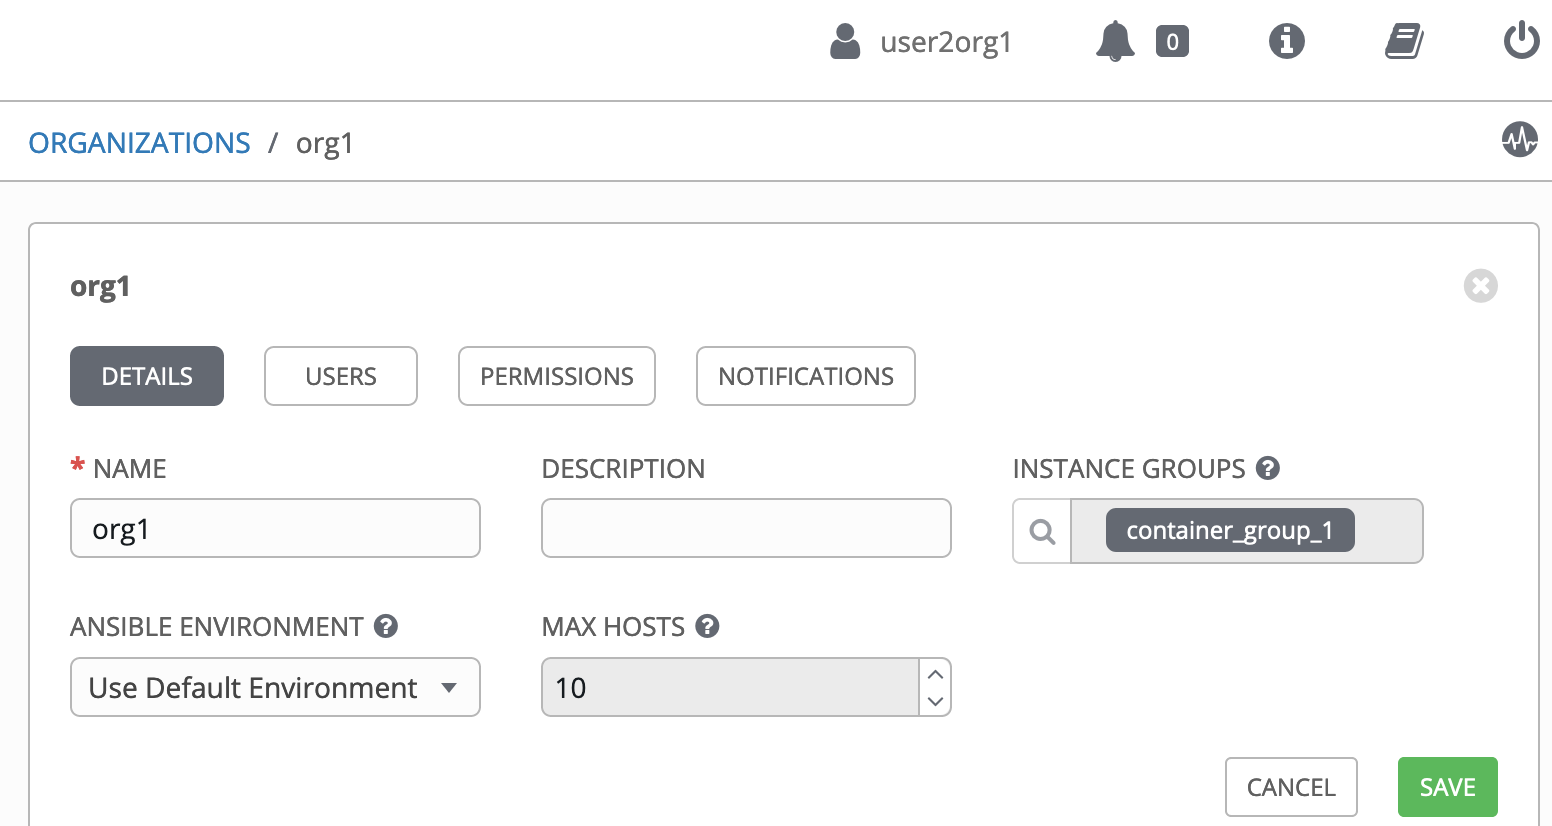 user2org1 0
ORGANIZATIONS / org1
org1
DETAILS USERS PERMISSIONS NOTIFICATIONS
* NAME DESCRIPTION INSTANCE GROUPS ?
org1 container_group_1
ANSIBLE ENVIRONMENT ? MAX HOSTS ?
Use Default Environment 10
CANCEL SAVE